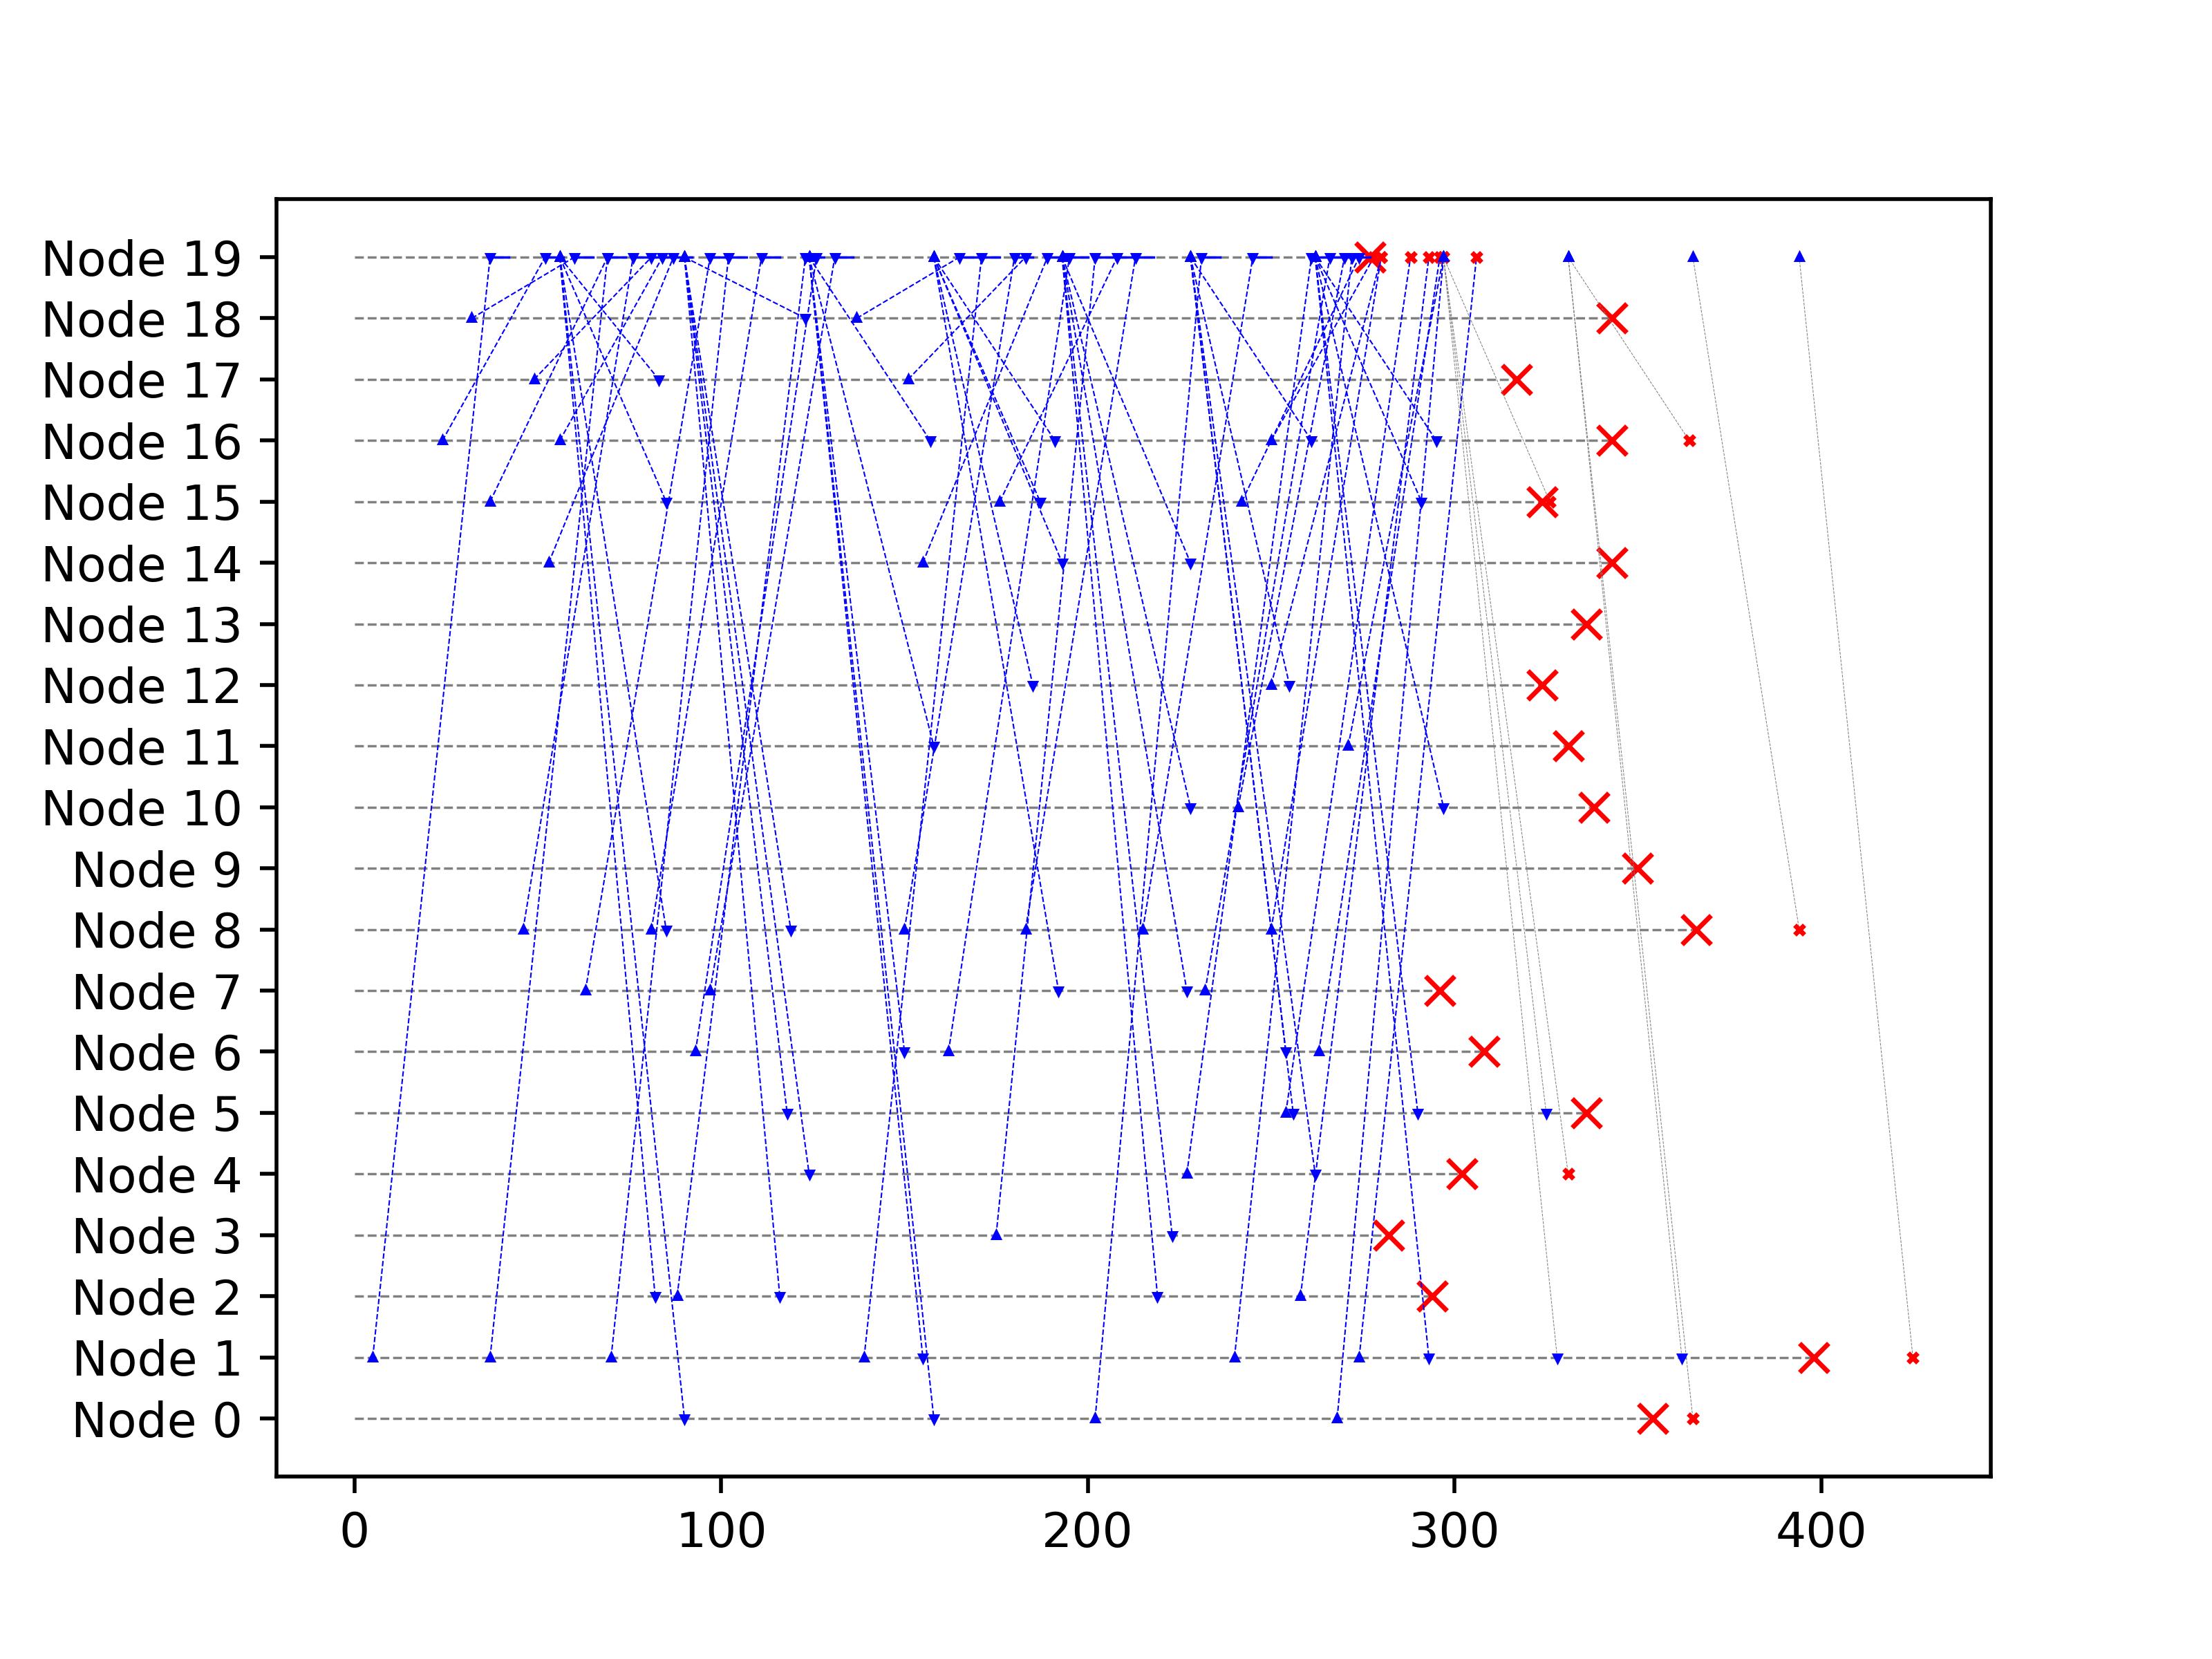 Node 19
Node 18
Node 17
Node 16
Node 15
Node 14
Node 13
Node 12
Node 11
Node 10
Node 9
Node 8
Node 7
Node 6
Node 5
Node 4
Node 3
Node 2
Node 1
Node 0
0 100 200 300 400